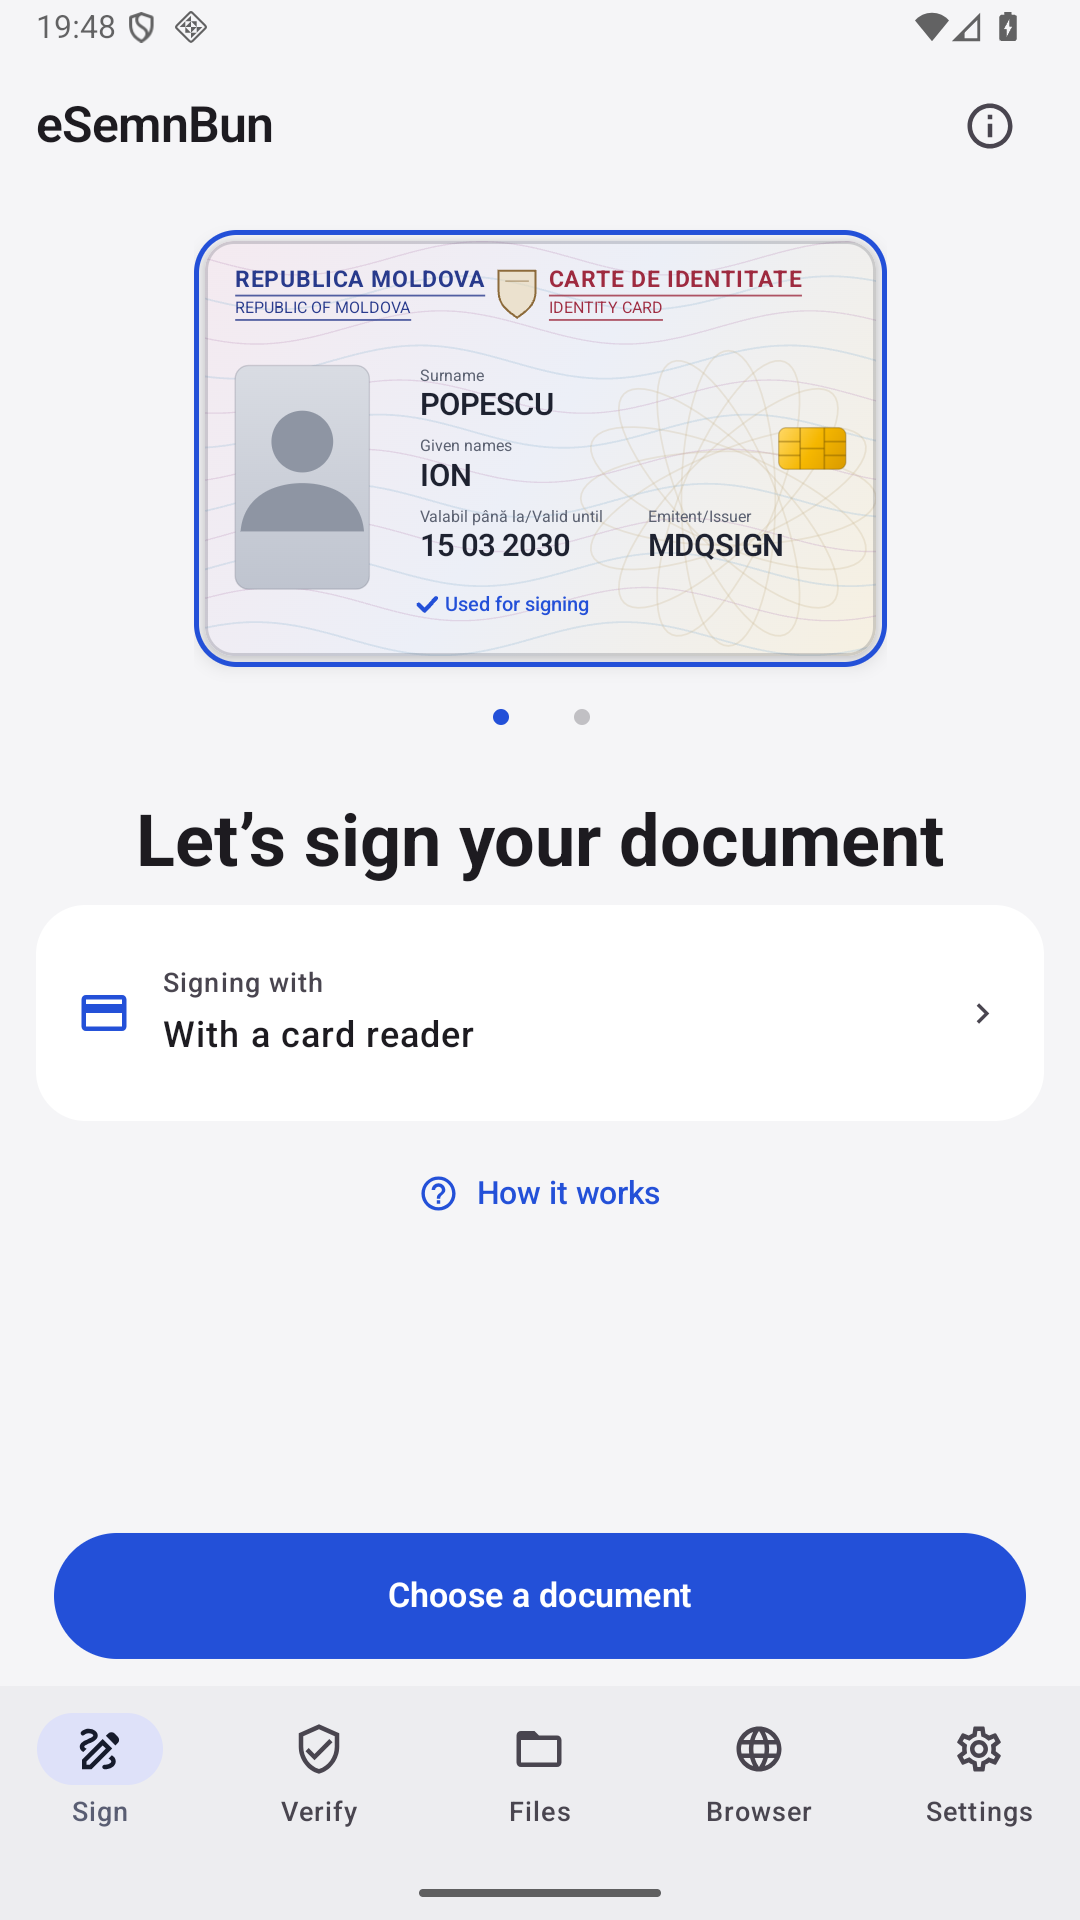 19:48
eSemnBun
REPUBLICA MOLDOVA
REPUBLIC OF MOLDOVA
CARTE DE IDENTITATE
IDENTITY CARD
Surname
POPESCU
Given names
ION
Valabil până la/Valid until
15 03 2030
Emitent/Issuer
MDQSIGN
Used for signing
Let’s sign your document
Signing with
With a card reader
How it works
Choose a document
Sign
Verify
Files
Browser
Settings